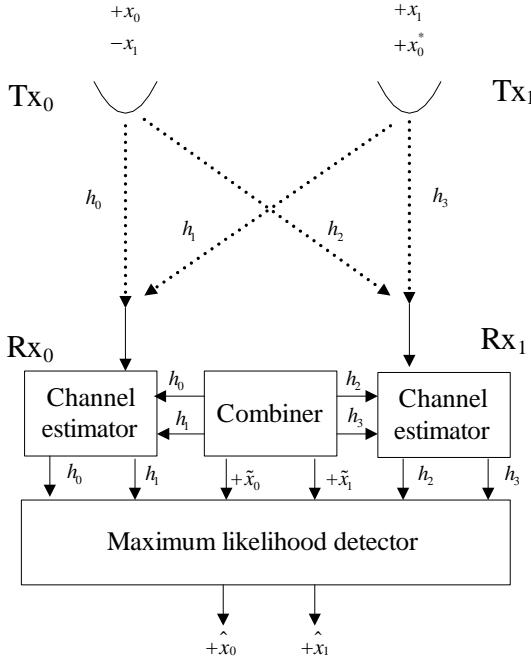 +x₀ +x₁
−x₁ +x₀*
Tx₀ Tx₁
h₀ h₁ h₂ h₃
Rx₀ Rx₁
Channel estimator
h₀
h₁
Combiner
h₂
h₃
Channel estimator
h₀ h₁ +x̃₀ +x̃₁ h₂ h₃
Maximum likelihood detector
+x̂₀ +x̂₁